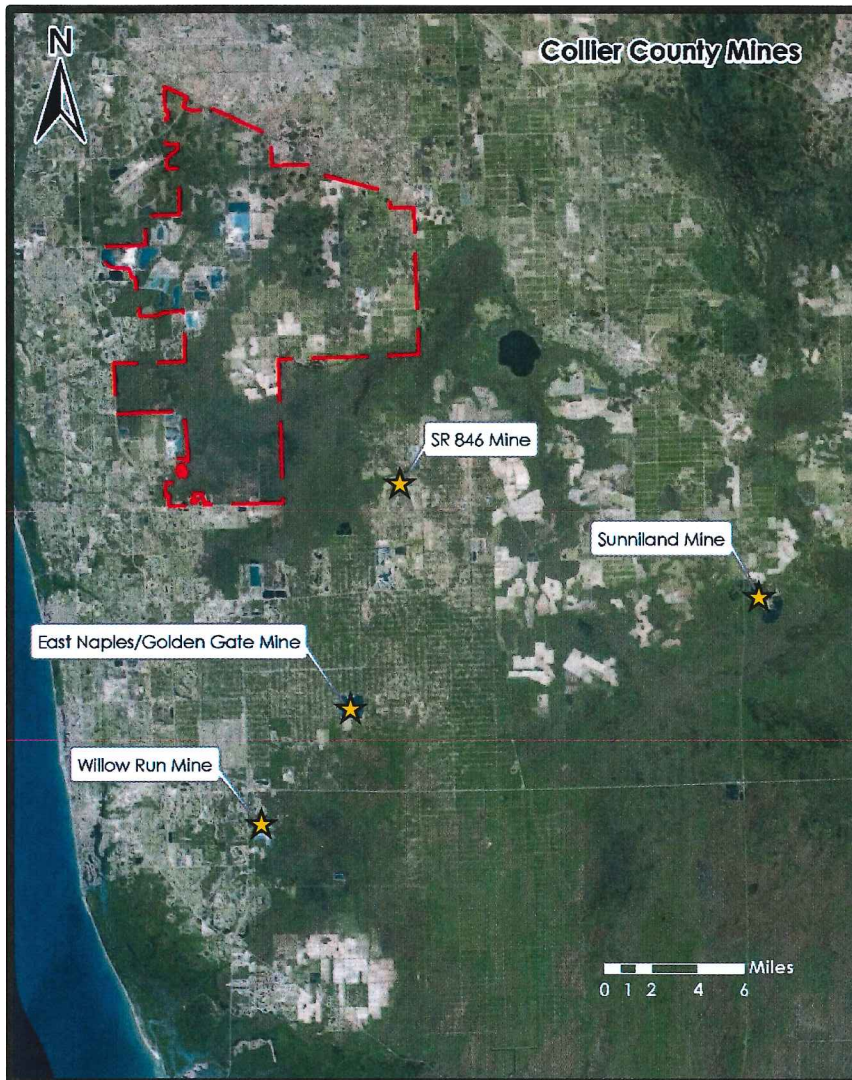 N
Collier County Mines
SR 846 Mine
Sunniland Mine
East Naples/Golden Gate Mine
Willow Run Mine
Miles
0 1 2 4 6